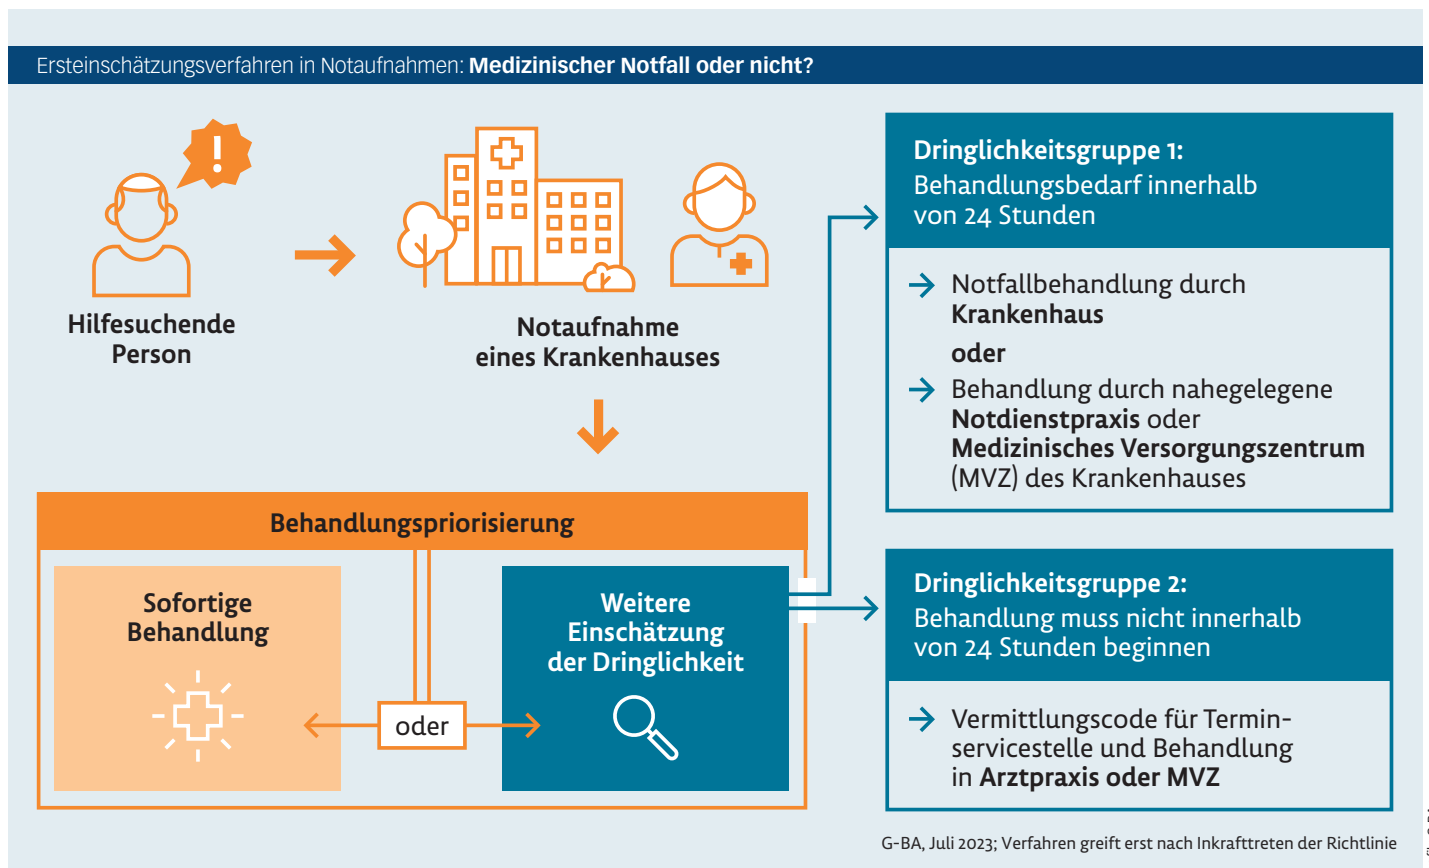 Ersteinschätzungsverfahren in Notaufnahmen: Medizinischer Notfall oder nicht?
!
Hilfesuchende
Person
Notaufnahme
eines Krankenhauses
Behandlungspriorisierung
Sofortige
Behandlung
oder
Weitere
Einschätzung
der Dringlichkeit
Dringlichkeitsgruppe 1:
Behandlungsbedarf innerhalb
von 24 Stunden
Notfallbehandlung durch
Krankenhaus
oder
Behandlung durch nahegelegene
Notdienstpraxis oder
Medizinisches Versorgungszentrum
(MVZ) des Krankenhauses
Dringlichkeitsgruppe 2:
Behandlung muss nicht innerhalb
von 24 Stunden beginnen
Vermittlungscode für Termin-
servicestelle und Behandlung
in Arztpraxis oder MVZ
G-BA, Juli 2023; Verfahren greift erst nach Inkrafttreten der Richtlinie